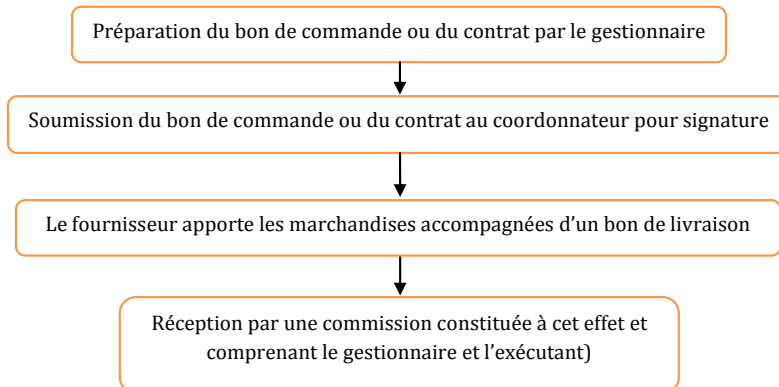 Préparation du bon de commande ou du contrat par le gestionnaire
Soumission du bon de commande ou du contrat au coordonnateur pour signature
Le fournisseur apporte les marchandises accompagnées d’un bon de livraison
Réception par une commission constituée à cet effet et
comprenant le gestionnaire et l’exécutant)